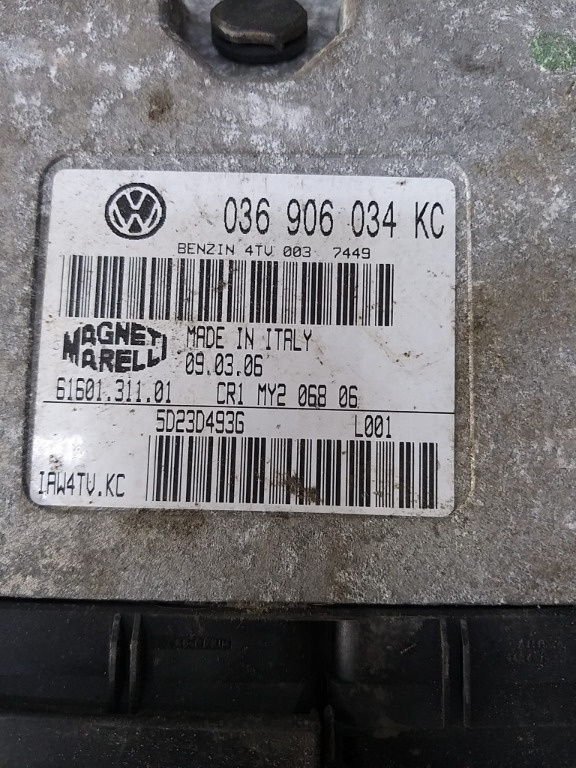 036 906 034 KC
BENZIN 4TV 003 7449
MAGNETI MARELLI
MADE IN ITALY
09.03.06
61601.311.01 CR1 MY2 068 06
5D23D493G L001
IAW4TV.KC